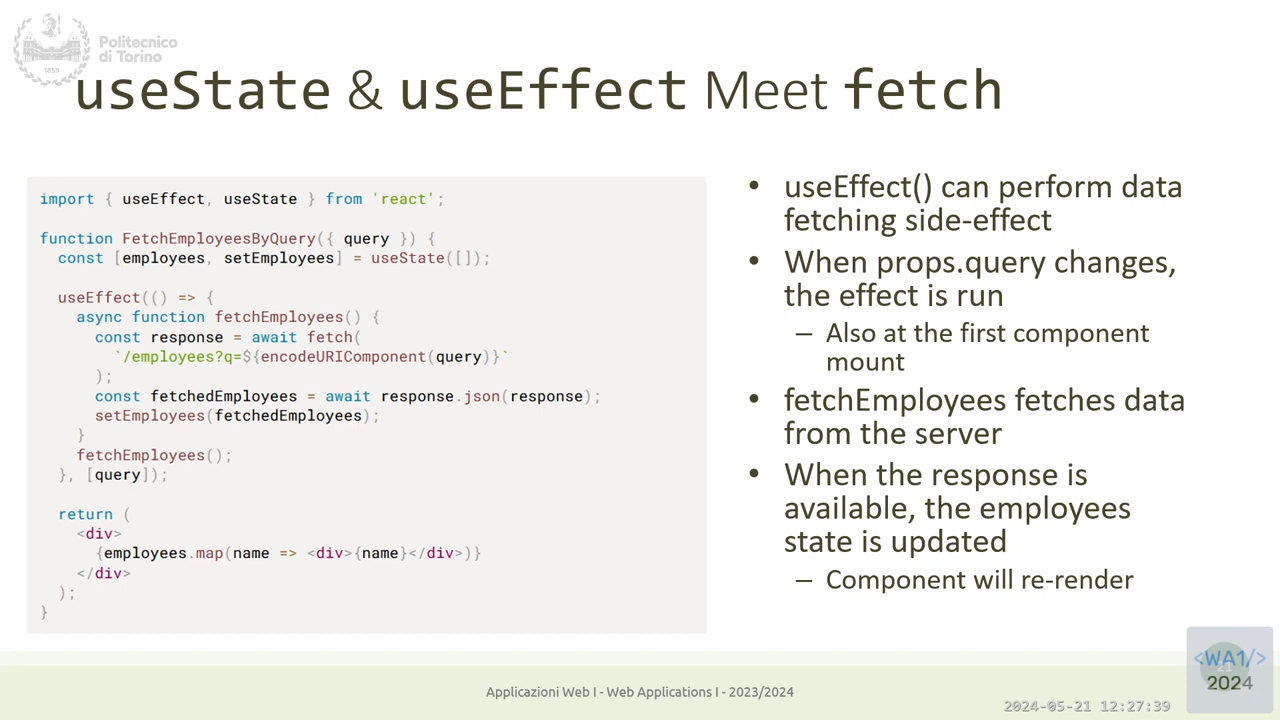 Politecnico
di Torino
1859
useState & useEffect Meet fetch
import { useEffect, useState } from 'react';
function FetchEmployeesByQuery({ query }) {
const [employees, setEmployees] = useState([]);
useEffect(() => {
async function fetchEmployees() {
const response = await fetch(
`/employees?q=${encodeURIComponent(query)}`
);
const fetchedEmployees = await response.json(response);
setEmployees(fetchedEmployees);
}
fetchEmployees();
}, [query]);
return (
<div>
{employees.map(name => <div>{name}</div>)}
</div>
);
}
• useEffect() can perform data
fetching side-effect
• When props.query changes,
the effect is run
– Also at the first component
mount
• fetchEmployees fetches data
from the server
• When the response is
available, the employees
state is updated
– Component will re-render
Applicazioni Web I - Web Applications I - 2023/2024
<WA1/>
2024
2024-05-21 12:27:39